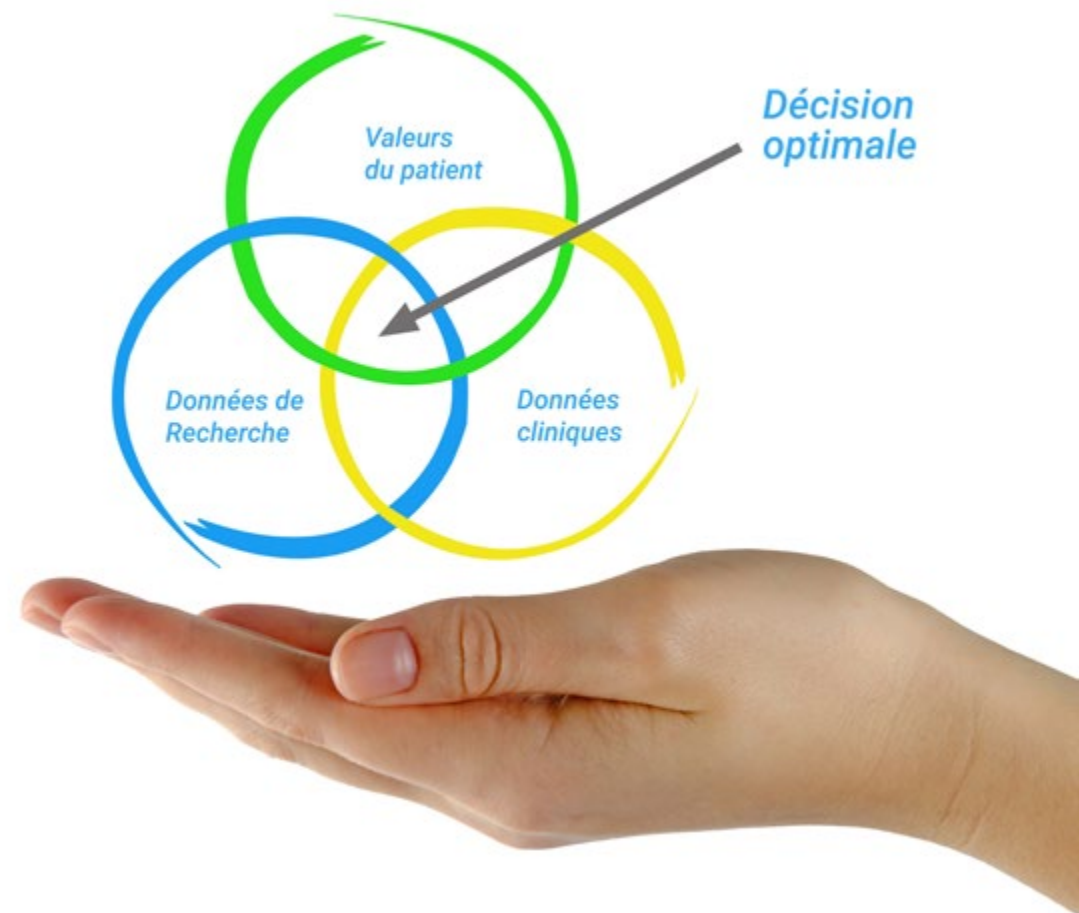 Valeurs
du patient
Décision
optimale
Données de
Recherche
Données
cliniques